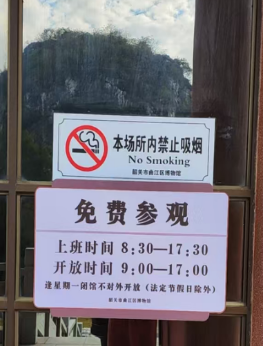 本场所内禁止吸烟
No Smoking
韶关市曲江区博物馆
免费参观
上班时间 8:30—17:30
开放时间 9:00—17:00
逢星期一闭馆不对外开放（法定节假日除外）
韶关市曲江区博物馆